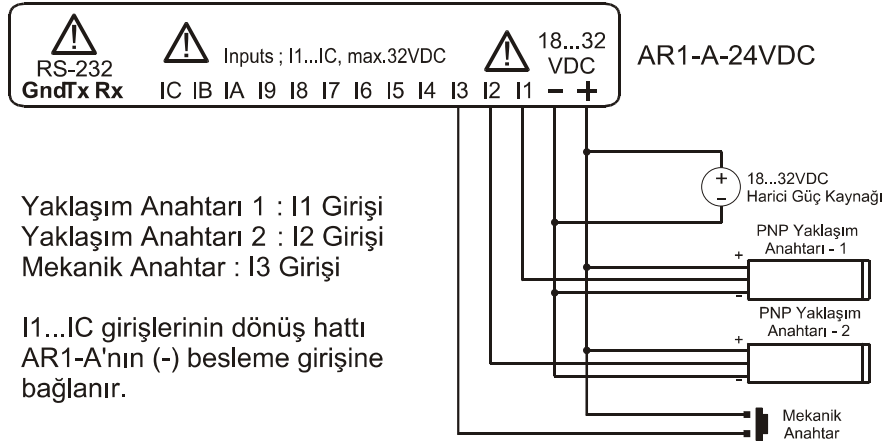 18...32
Inputs ; I1...IC, max.32VDC
VDC
AR1-A-24VDC
RS-232
GndTx Rx
IC IB IA I9 I8 I7 I6 I5 I4 I3 I2 I1 − +
+
−
18...32VDC
Harici Güç Kaynağı
Yaklaşım Anahtarı 1 : I1 Girişi
Yaklaşım Anahtarı 2 : I2 Girişi
Mekanik Anahtar : I3 Girişi
PNP Yaklaşım
Anahtarı - 1
+
-
I1...IC girişlerinin dönüş hattı
AR1-A'nın (-) besleme girişine
bağlanır.
PNP Yaklaşım
Anahtarı - 2
+
-
Mekanik
Anahtar